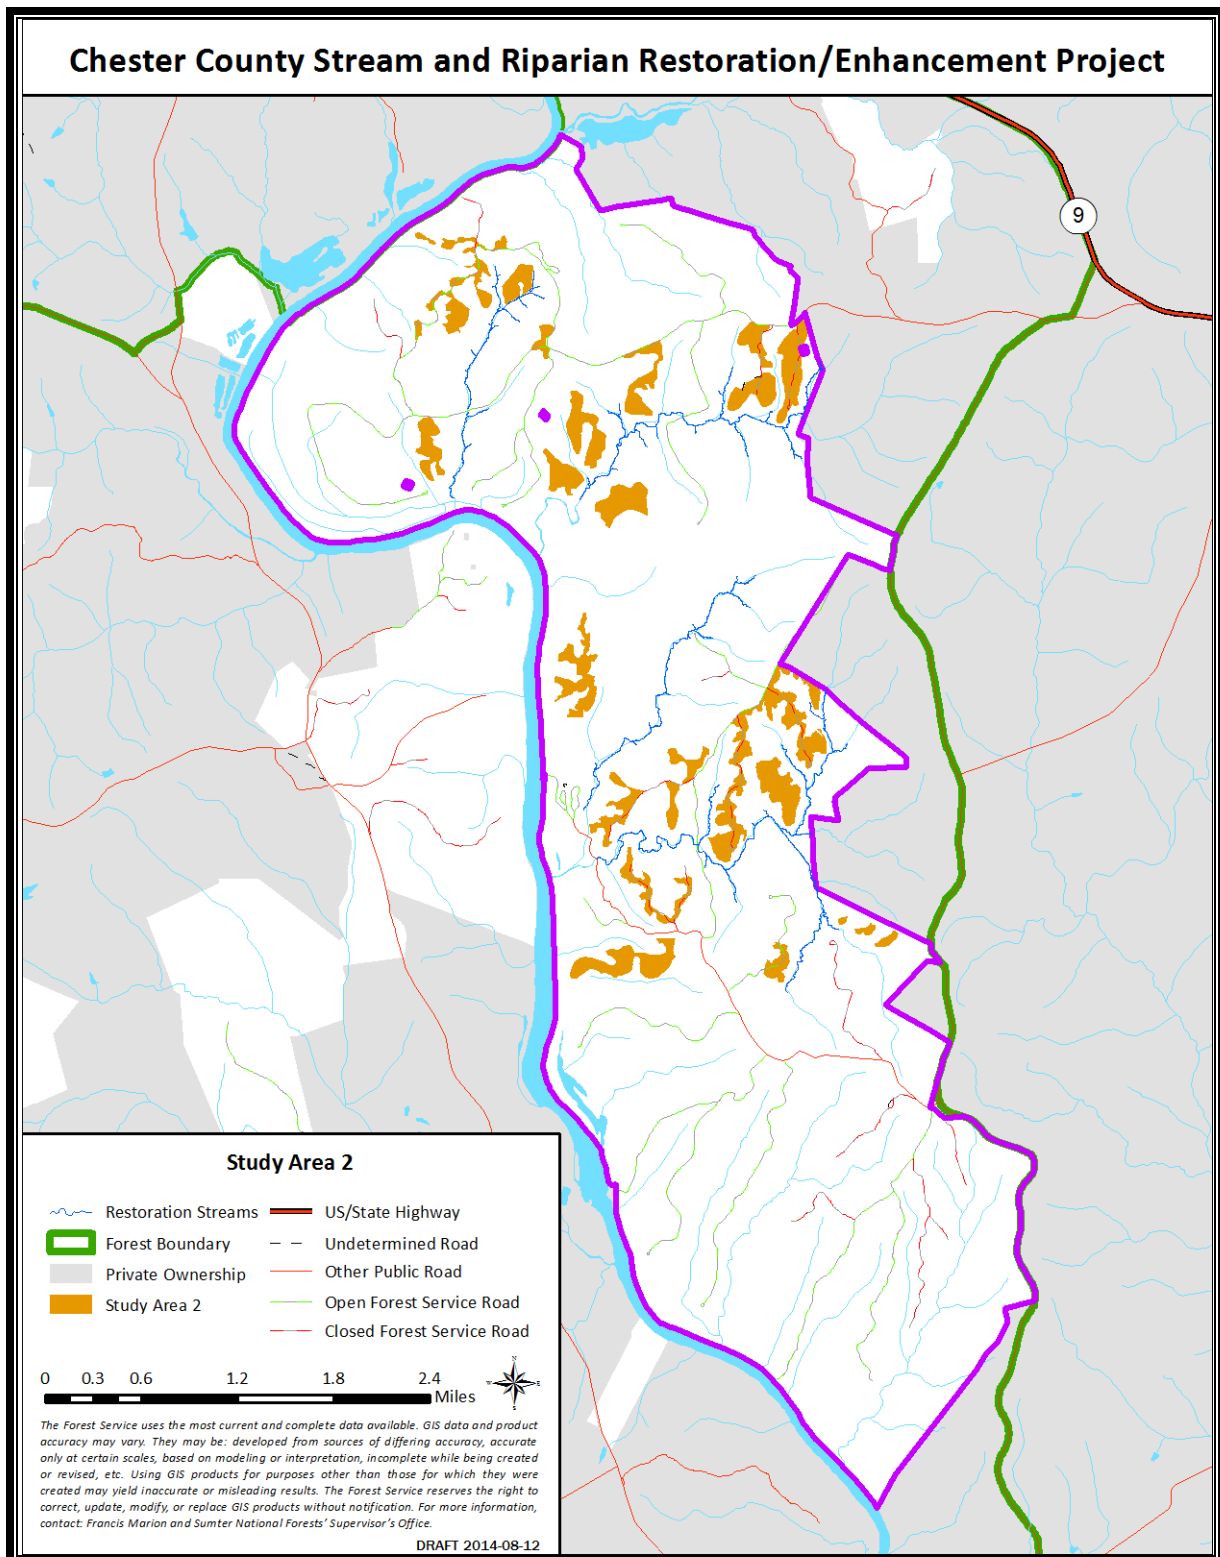 Chester County Stream and Riparian Restoration/Enhancement Project
9
Study Area 2
Restoration Streams
Forest Boundary
Private Ownership
Study Area 2
US/State Highway
Undetermined Road
Other Public Road
Open Forest Service Road
Closed Forest Service Road
0 0.3 0.6 1.2 1.8 2.4
Miles
N
W E
S
The Forest Service uses the most current and complete data available. GIS data and product
accuracy may vary. They may be: developed from sources of differing accuracy, accurate
only at certain scales, based on modeling or interpretation, incomplete while being created
or revised, etc. Using GIS products for purposes other than those for which they were
created may yield inaccurate or misleading results. The Forest Service reserves the right to
correct, update, modify, or replace GIS products without notification. For more information,
contact: Francis Marion and Sumter National Forests' Supervisor's Office.
DRAFT 2014-08-12